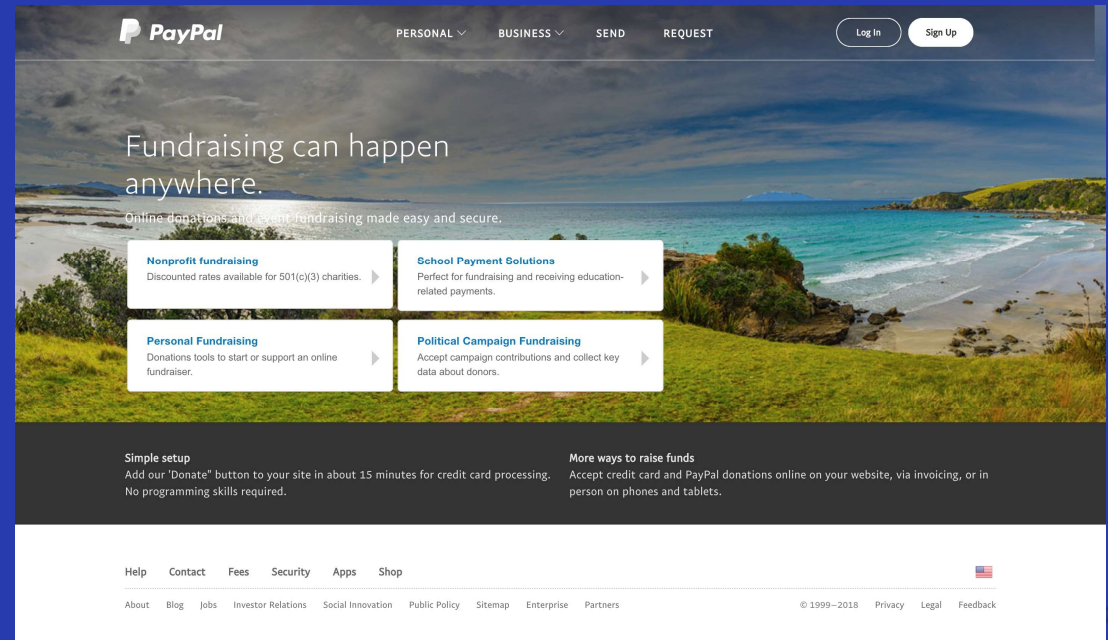 PayPal
PERSONAL
BUSINESS
SEND
REQUEST
Log In
Sign Up
Fundraising can happen
anywhere.
Online donations and event fundraising made easy and secure.
Nonprofit fundraising
Discounted rates available for 501(c)(3) charities.
School Payment Solutions
Perfect for fundraising and receiving education-
related payments.
Personal Fundraising
Donations tools to start or support an online
fundraiser.
Political Campaign Fundraising
Accept campaign contributions and collect key
data about donors.
Simple setup
Add our 'Donate" button to your site in about 15 minutes for credit card processing.
No programming skills required.
More ways to raise funds
Accept credit card and PayPal donations online on your website, via invoicing, or in
person on phones and tablets.
Help Contact Fees Security Apps Shop
About Blog Jobs Investor Relations Social Innovation Public Policy Sitemap Enterprise Partners
© 1999–2018 Privacy Legal Feedback